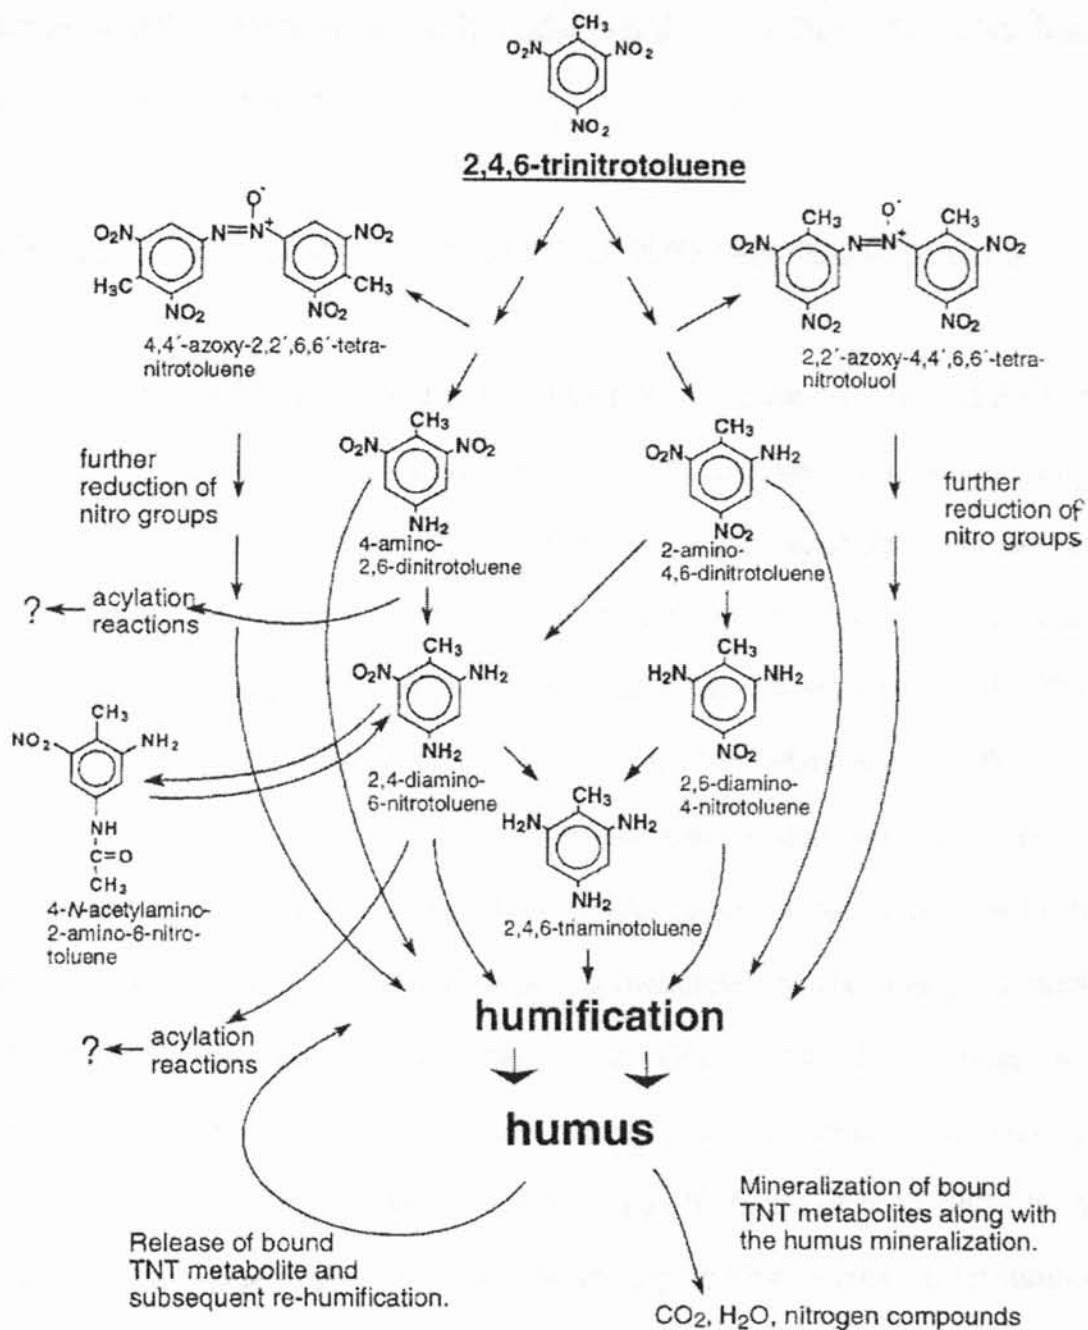 CH₃
O₂N
NO₂
NO₂
2,4,6-trinitrotoluene
O⁻
O₂N
N=N⁺
NO₂
H₃C
CH₃
NO₂
NO₂
4,4´-azoxy-2,2´,6,6´-tetra-
nitrotoluene
O⁻
CH₃
CH₃
O₂N
N=N⁺
NO₂
NO₂
NO₂
2,2´-azoxy-4,4´,6,6´-tetra-
nitrotoluol
further
reduction of
nitro groups
CH₃
O₂N
NO₂
NH₂
4-amino-
2,6-dinitrotoluene
CH₃
O₂N
NH₂
NO₂
2-amino-
4,6-dinitrotoluene
further
reduction of
nitro groups
? acylation
reactions
CH₃
O₂N
NH₂
NH₂
2,4-diamino-
6-nitrotoluene
CH₃
H₂N
NH₂
NO₂
2,6-diamino-
4-nitrotoluene
CH₃
NO₂
NH₂
NH
C=O
CH₃
4-N-acetylamino-
2-amino-6-nitro-
toluene
CH₃
H₂N
NH₂
NH₂
2,4,6-triaminotoluene
humification
? acylation
reactions
humus
Release of bound
TNT metabolite and
subsequent re-humification.
Mineralization of bound
TNT metabolites along with
the humus mineralization.
CO₂, H₂O, nitrogen compounds